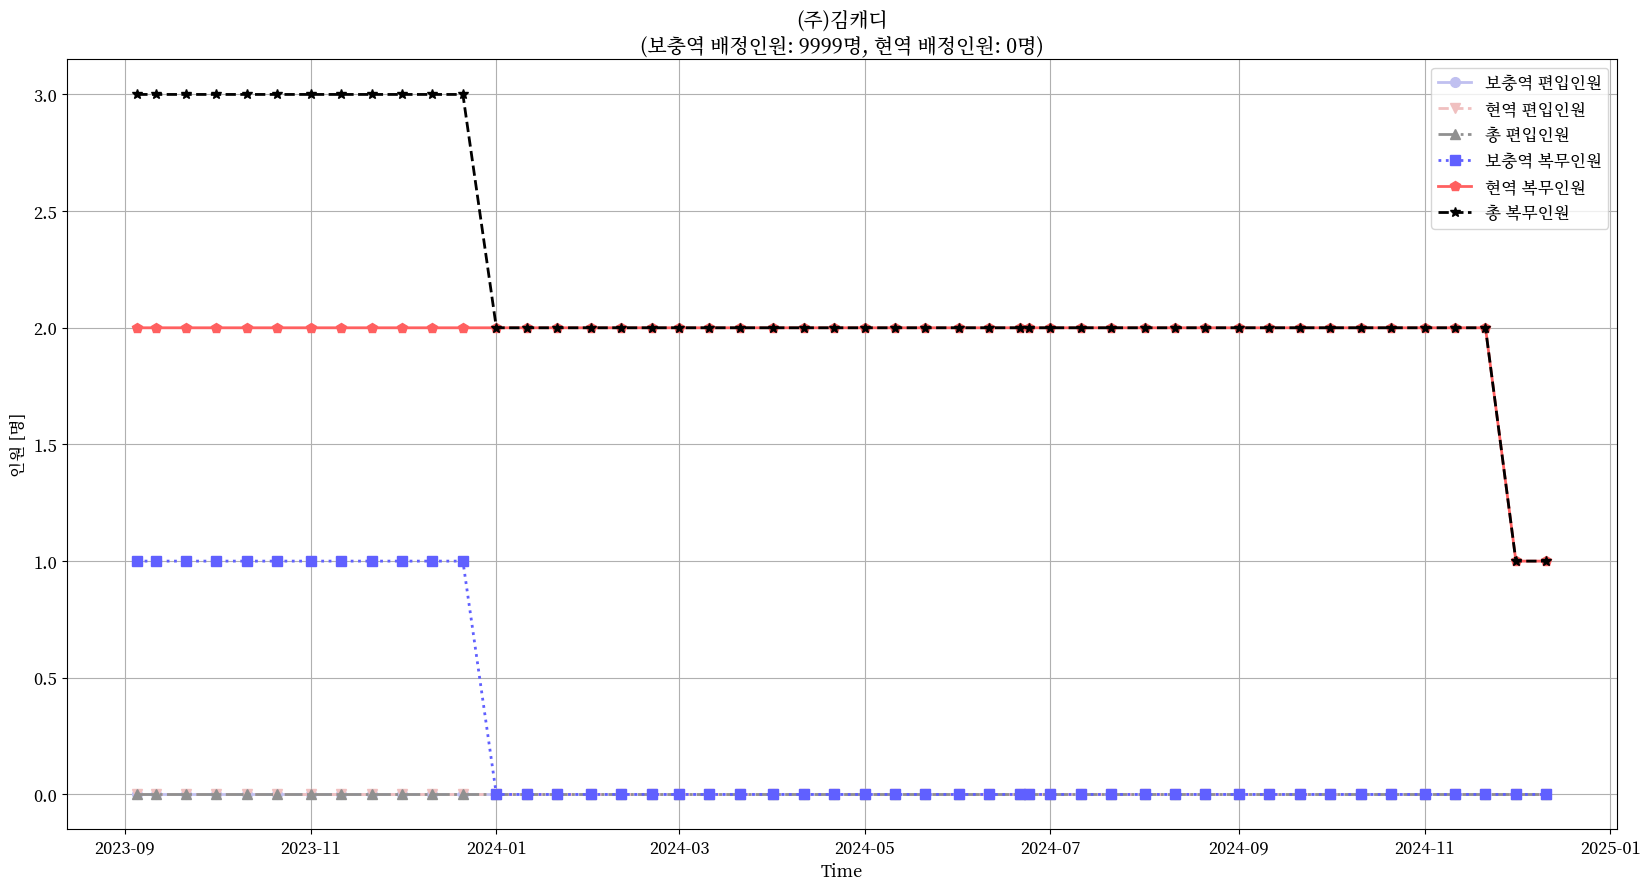 (주)김캐디
(보충역 배정인원: 9999명, 현역 배정인원: 0명)
3.0
2.5
2.0
1.5
1.0
0.5
0.0
인원 [명]
보충역 편입인원
현역 편입인원
총 편입인원
보충역 복무인원
현역 복무인원
총 복무인원
2023-09
2023-11
2024-01
2024-03
2024-05
2024-07
2024-09
2024-11
2025-01
Time